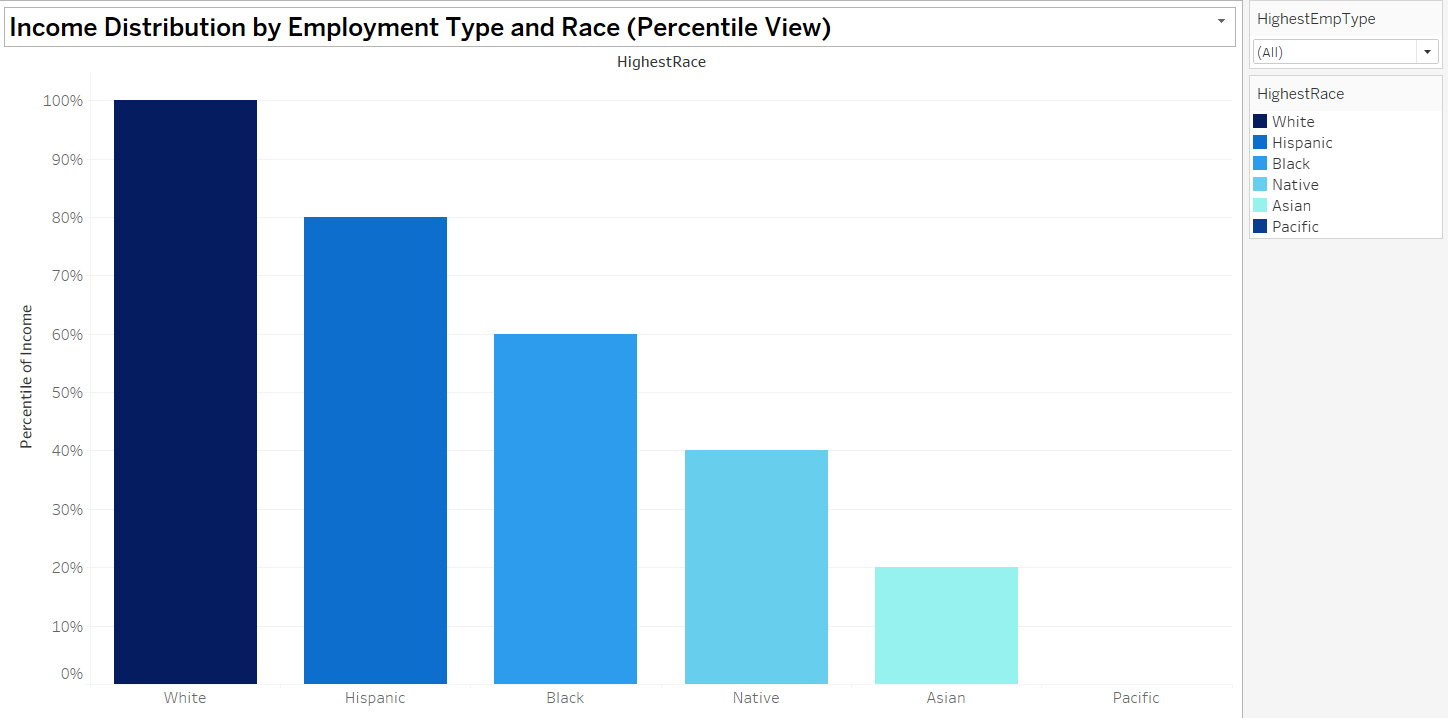 Income Distribution by Employment Type and Race (Percentile View)
HighestRace
100%
90%
80%
70%
60%
50%
40%
30%
20%
10%
0%
Percentile of Income
White
Hispanic
Black
Native
Asian
Pacific
HighestEmpType
(All)
HighestRace
White
Hispanic
Black
Native
Asian
Pacific